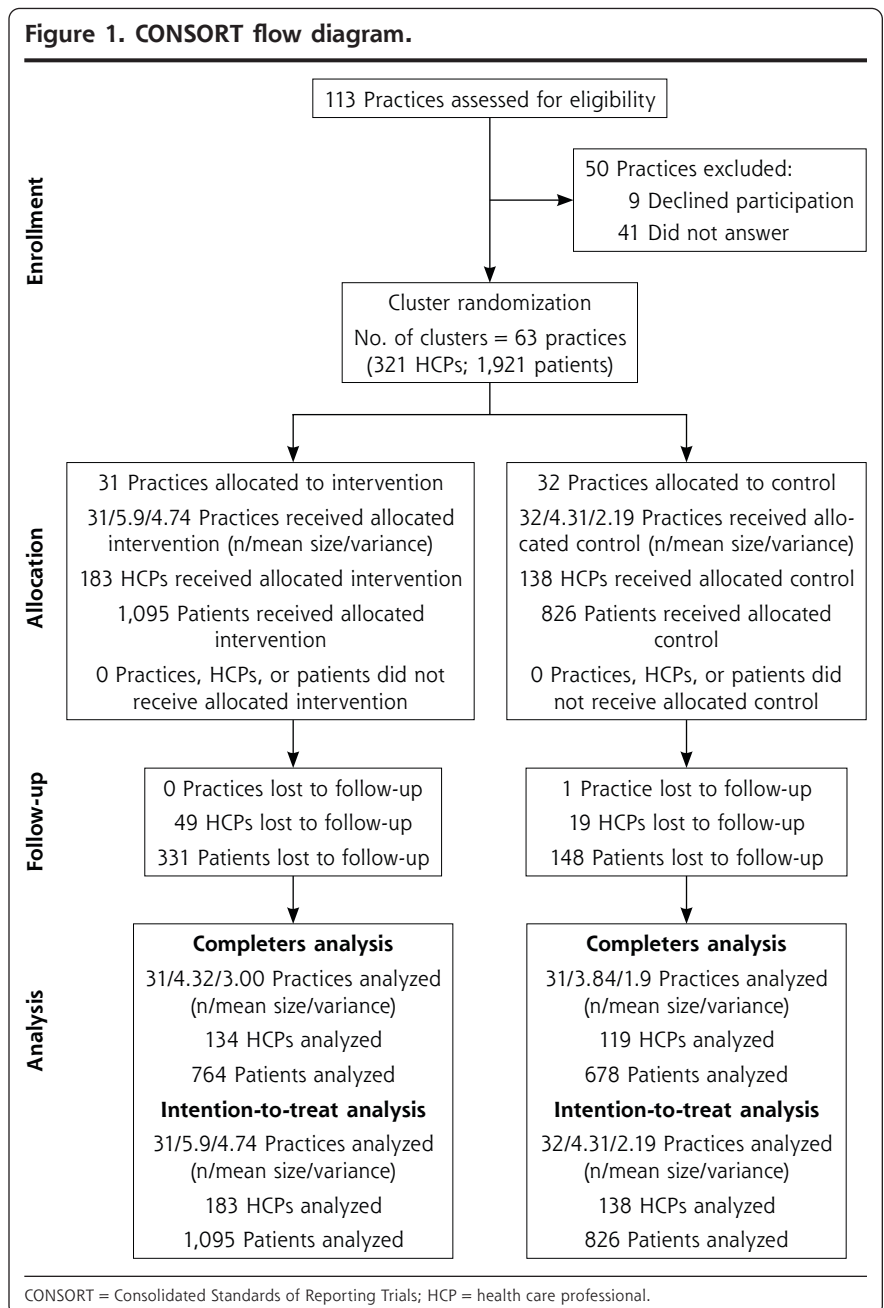 Figure 1. CONSORT flow diagram.
113 Practices assessed for eligibility
Enrollment
50 Practices excluded:
9 Declined participation
41 Did not answer
Cluster randomization
No. of clusters = 63 practices
(321 HCPs; 1,921 patients)
Allocation
31 Practices allocated to intervention
31/5.9/4.74 Practices received allocated
intervention (n/mean size/variance)
183 HCPs received allocated intervention
1,095 Patients received allocated
intervention
0 Practices, HCPs, or patients did not
receive allocated intervention
32 Practices allocated to control
32/4.31/2.19 Practices received allo-
cated control (n/mean size/variance)
138 HCPs received allocated control
826 Patients received allocated
control
0 Practices, HCPs, or patients did
not receive allocated control
Follow-up
0 Practices lost to follow-up
49 HCPs lost to follow-up
331 Patients lost to follow-up
1 Practice lost to follow-up
19 HCPs lost to follow-up
148 Patients lost to follow-up
Analysis
Completers analysis
31/4.32/3.00 Practices analyzed
(n/mean size/variance)
134 HCPs analyzed
764 Patients analyzed
Intention-to-treat analysis
31/5.9/4.74 Practices analyzed
(n/mean size/variance)
183 HCPs analyzed
1,095 Patients analyzed
Completers analysis
31/3.84/1.9 Practices analyzed
(n/mean size/variance)
119 HCPs analyzed
678 Patients analyzed
Intention-to-treat analysis
32/4.31/2.19 Practices analyzed
(n/mean size/variance)
138 HCPs analyzed
826 Patients analyzed
CONSORT = Consolidated Standards of Reporting Trials; HCP = health care professional.